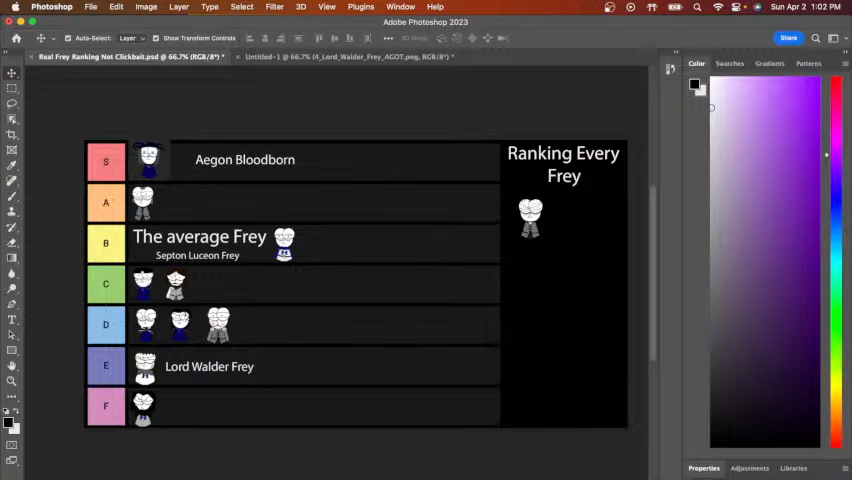 Photoshop File Edit Image Layer Type Select Filter 3D View Plugins Window Help Sun Apr 2 1:02 PM
Adobe Photoshop 2023
Auto-Select: Layer Show Transform Controls 3D Mode Share
Real Frey Ranking Not Clickbait.psd @ 66.7% (RGB/8*) * Untitled-1 @ 66.7% (4_Lord_Walder_Frey_AGOT.png, RGB/8*) *
Color Swatches Gradients Patterns
S Aegon Bloodborn
Ranking Every
Frey
A
B The average Frey
Septon Luceon Frey
C
D
E Lord Walder Frey
F
Properties Adjustments Libraries